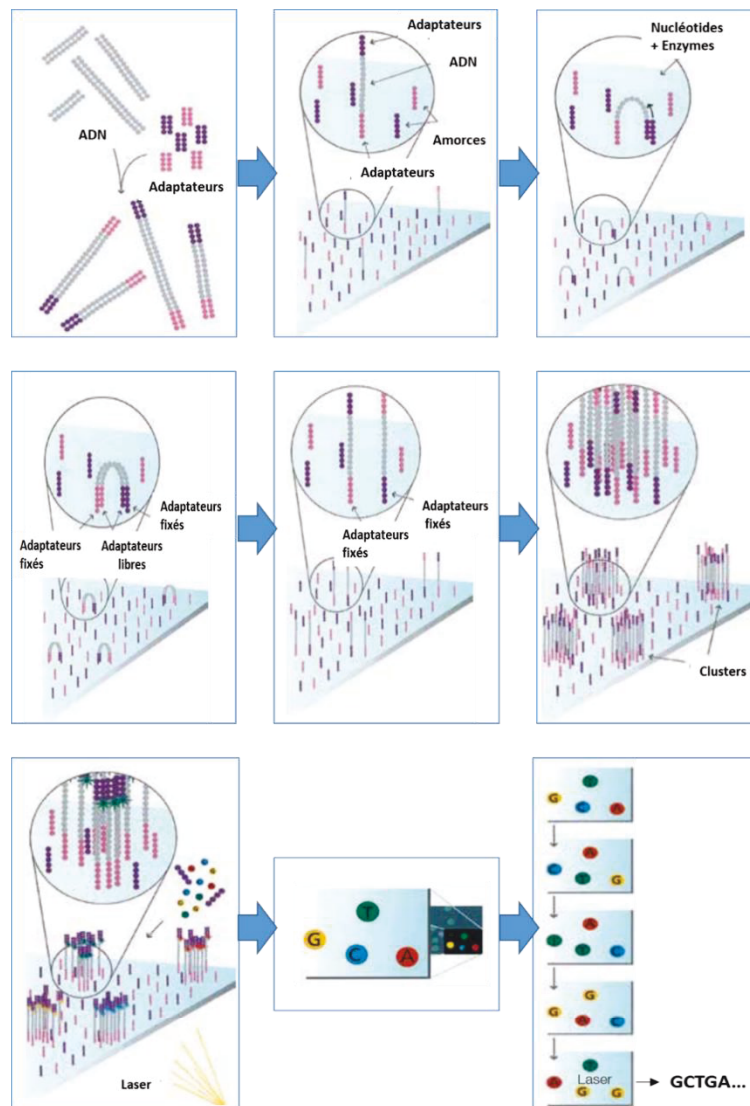 ADN
Adaptateurs
Adaptateurs
ADN
Amorces
Adaptateurs
Nucléotides
+ Enzymes
Adaptateurs
fixés
Adaptateurs
fixés
Adaptateurs
libres
Adaptateurs
fixés
Adaptateurs
fixés
Clusters
Laser
T
G
C
A
T
G
C
A
A
C
T
G
A
T
T
C
G
G
A
C
T
A
Laser
G
G
GCTGA...